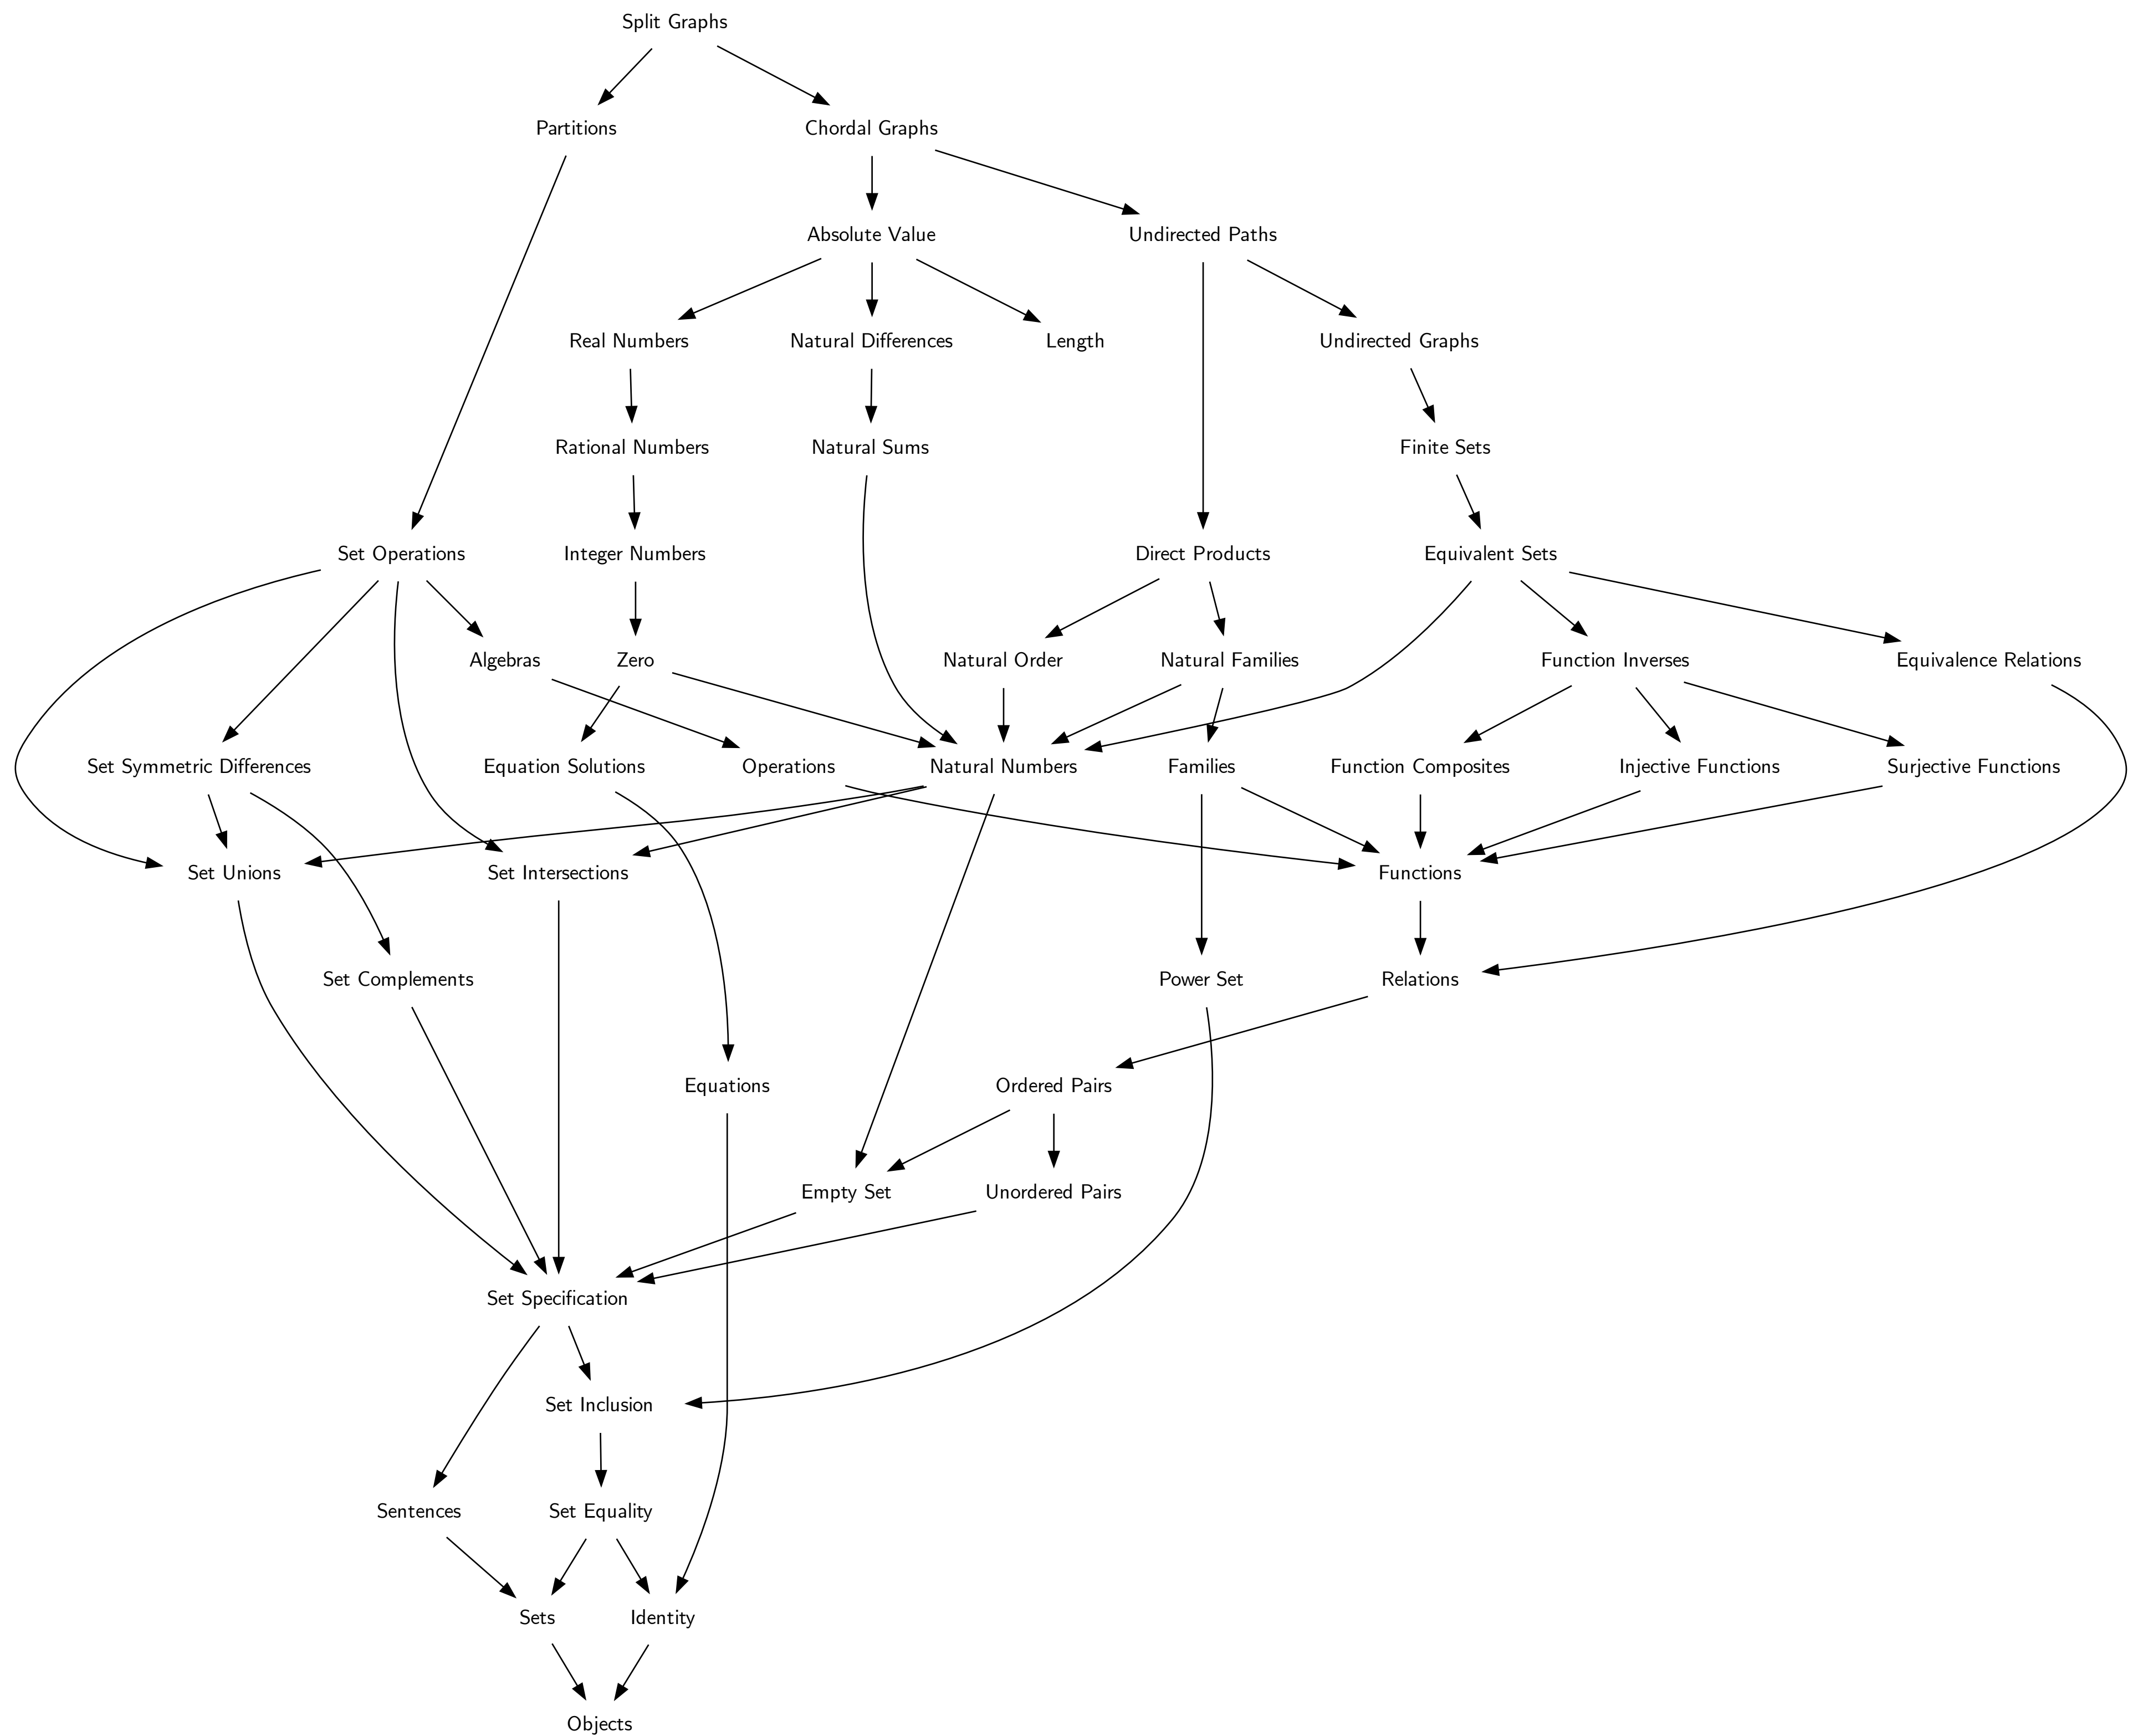 Split Graphs
Partitions
Chordal Graphs
Absolute Value
Undirected Paths
Real Numbers
Natural Differences
Length
Undirected Graphs
Rational Numbers
Natural Sums
Finite Sets
Set Operations
Integer Numbers
Direct Products
Equivalent Sets
Algebras
Zero
Natural Order
Natural Families
Function Inverses
Equivalence Relations
Set Symmetric Differences
Equation Solutions
Operations
Natural Numbers
Families
Function Composites
Injective Functions
Surjective Functions
Set Unions
Set Intersections
Functions
Set Complements
Power Set
Relations
Equations
Ordered Pairs
Empty Set
Unordered Pairs
Set Specification
Set Inclusion
Sentences
Set Equality
Sets
Identity
Objects